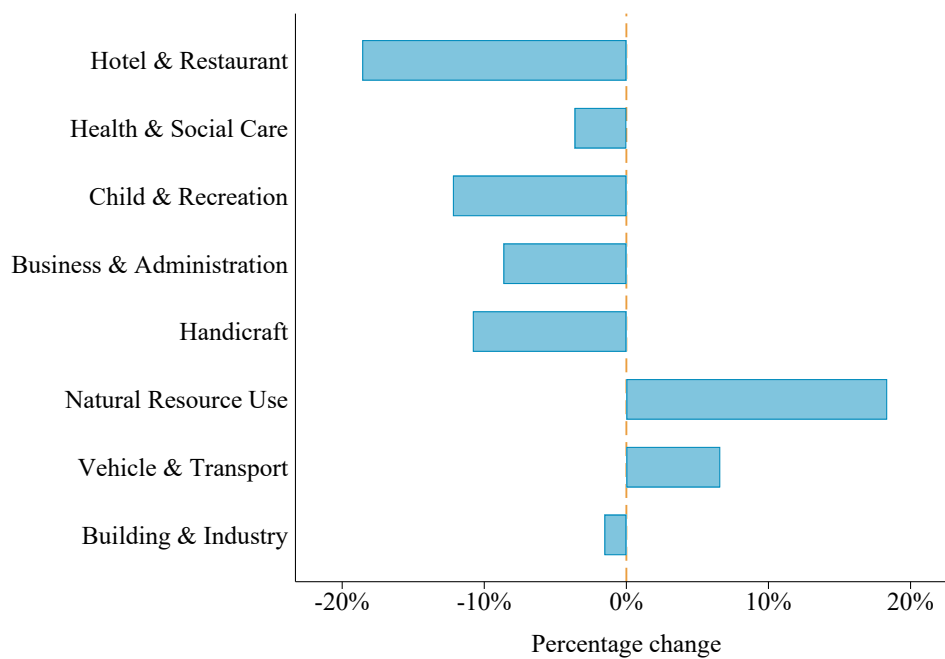 Hotel & Restaurant
Health & Social Care
Child & Recreation
Business & Administration
Handicraft
Natural Resource Use
Vehicle & Transport
Building & Industry
-20% -10% 0% 10% 20%
Percentage change